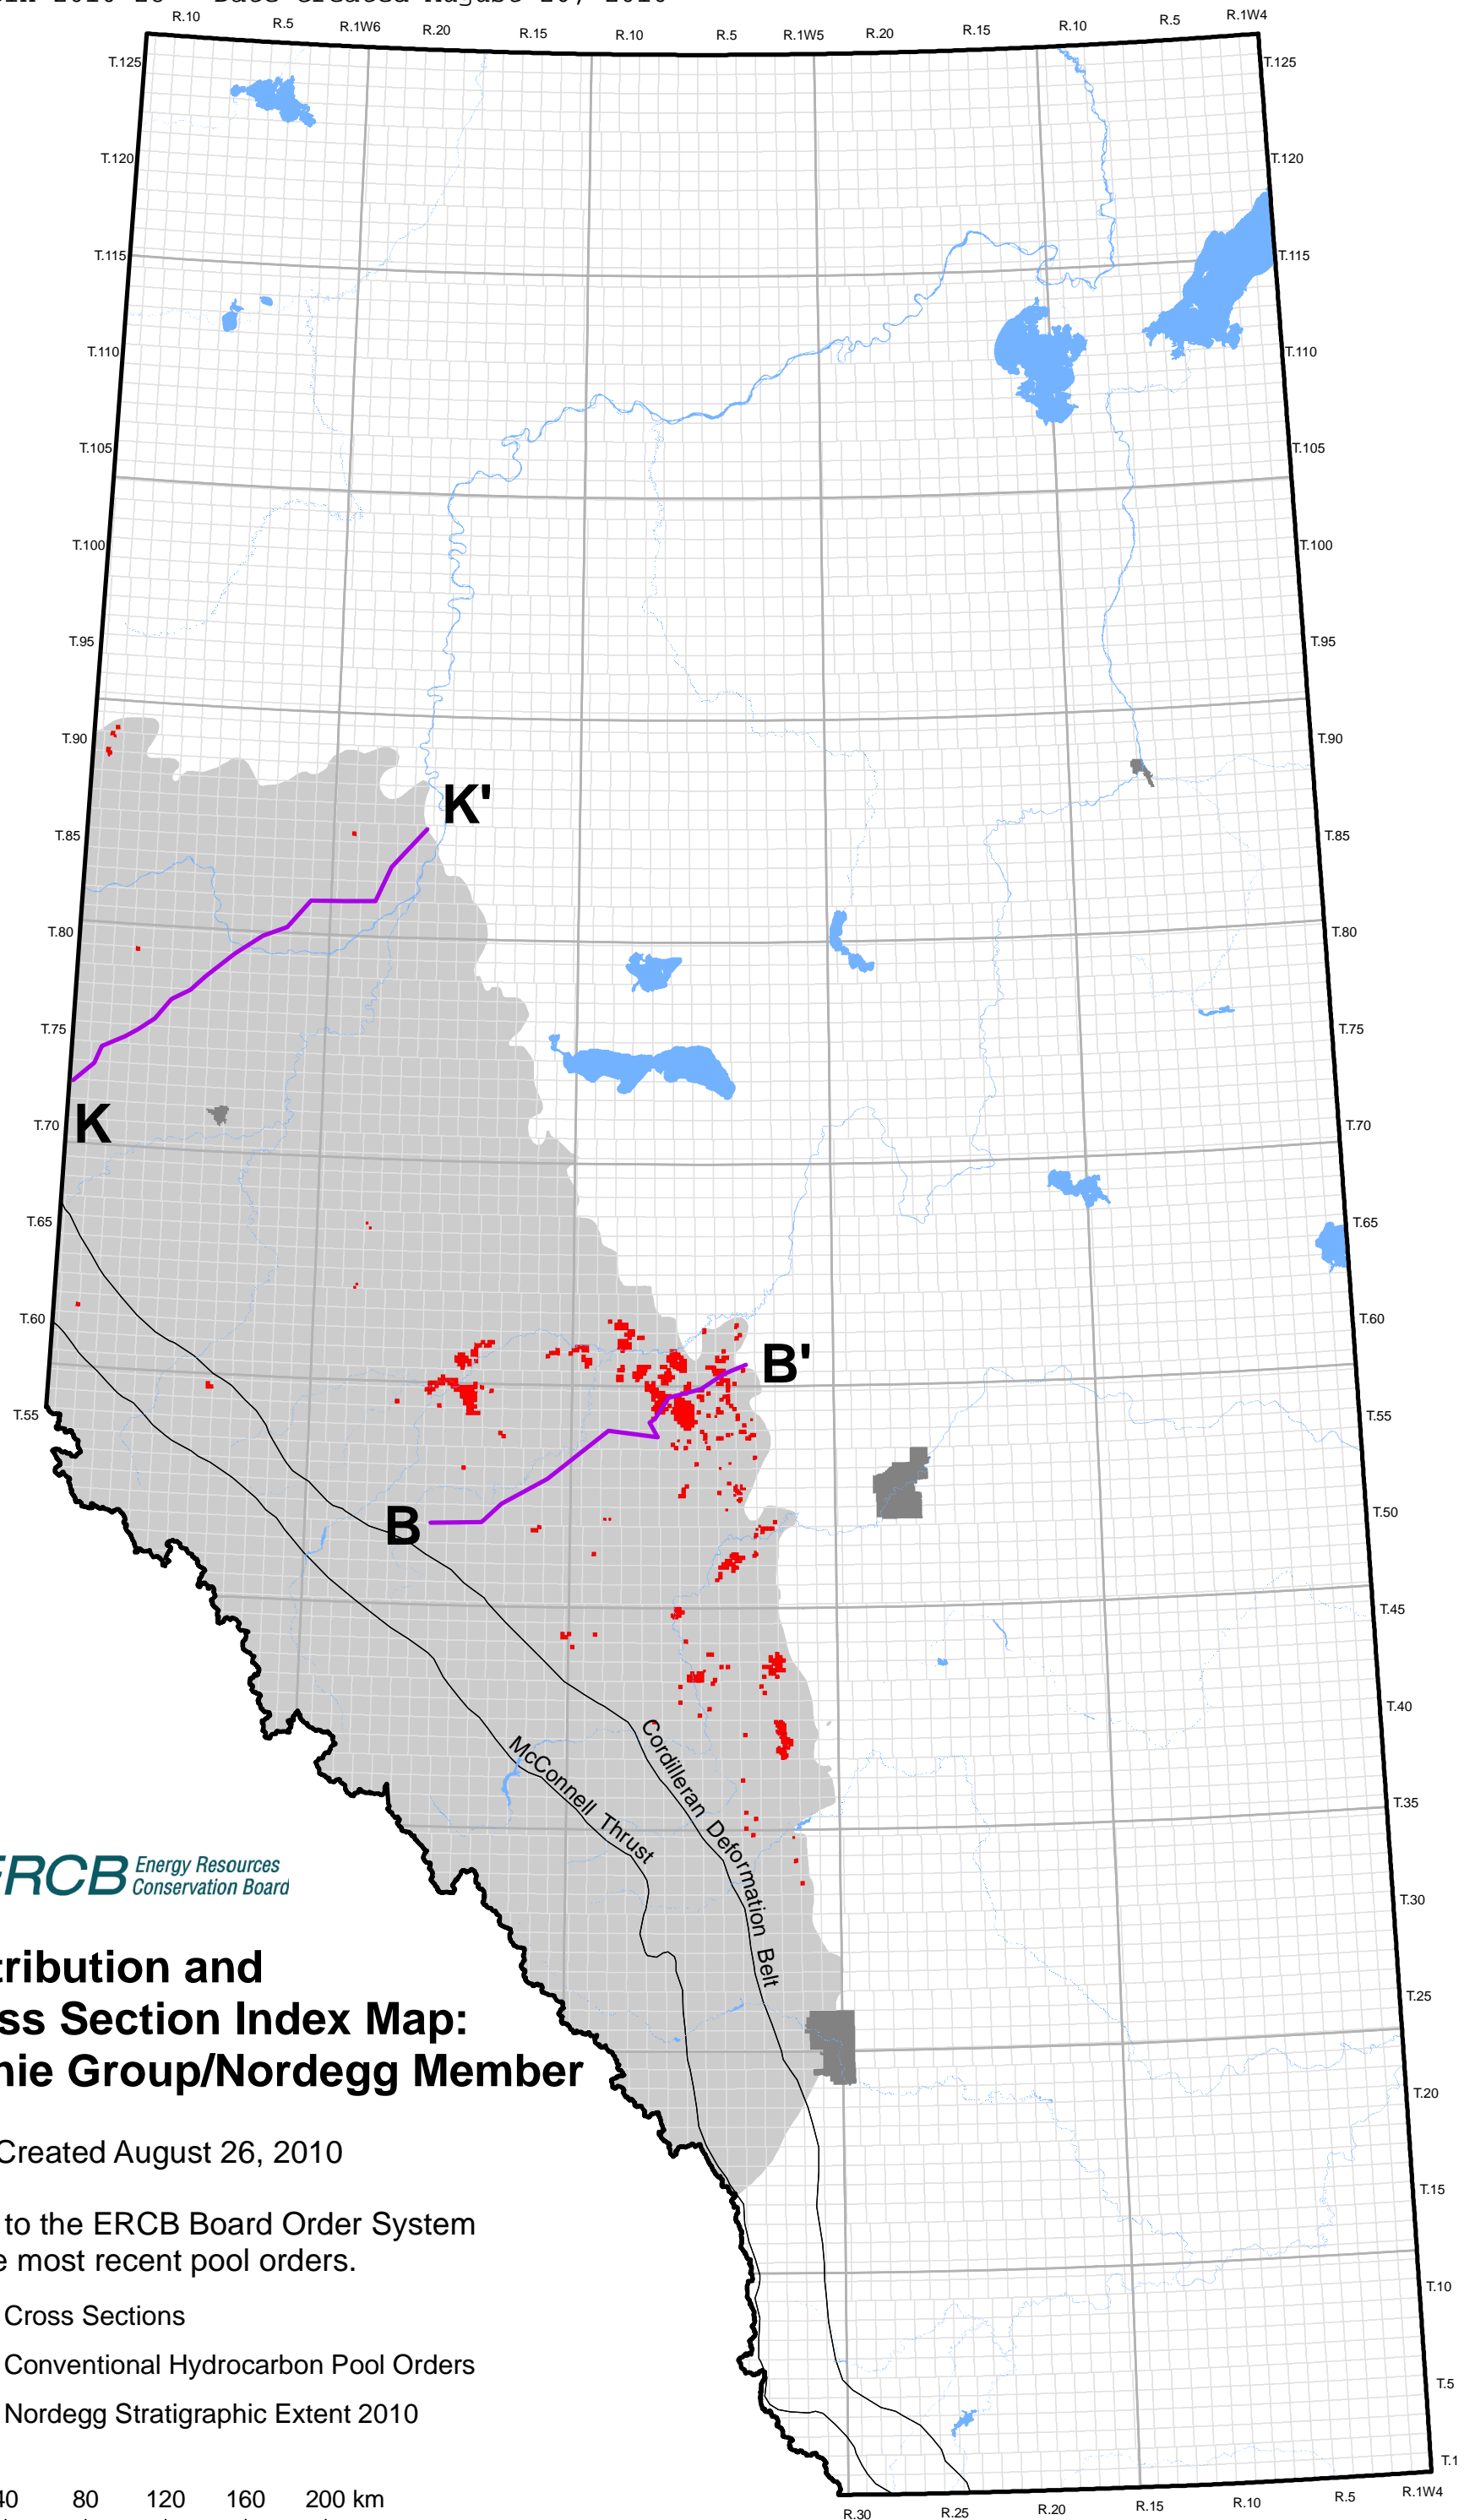 R.10 R.5 R.1W6 R.20 R.15 R.10 R.5 R.1W5 R.20 R.15 R.10 R.5 R.1W4
T.125 T.125
T.120 T.120
T.115 T.115
T.110 T.110
T.105 T.105
T.100 T.100
T.95 T.95
T.90 T.90
K'
T.85 T.85
T.80 T.80
T.75 T.75
K
T.70 T.70
T.65 T.65
T.60 T.60
B'
T.55 T.55
B
T.50
T.45
T.40
McConnell Thrust
Cordilleran Deformation Belt
T.35
ERCB Energy Resources
Conservation Board
T.30
tribution and
T.25
ss Section Index Map:
nie Group/Nordegg Member
T.20
Created August 26, 2010
T.15
to the ERCB Board Order System
e most recent pool orders.
T.10
Cross Sections
Conventional Hydrocarbon Pool Orders
T.5
Nordegg Stratigraphic Extent 2010
T.1
40 80 120 160 200 km
R.30 R.25 R.20 R.15 R.10 R.5 R.1W4